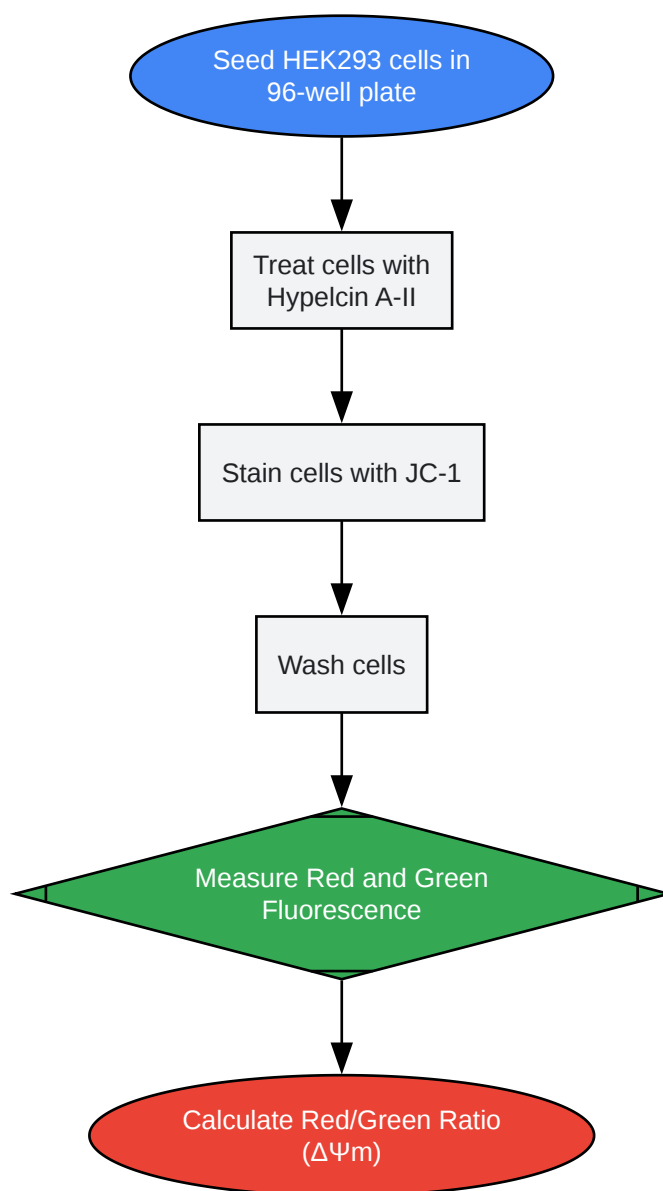 Seed HEK293 cells in
96-well plate
Treat cells with
Hypelcin A-II
Stain cells with JC-1
Wash cells
Measure Red and Green
Fluorescence
Calculate Red/Green Ratio
(ΔΨm)